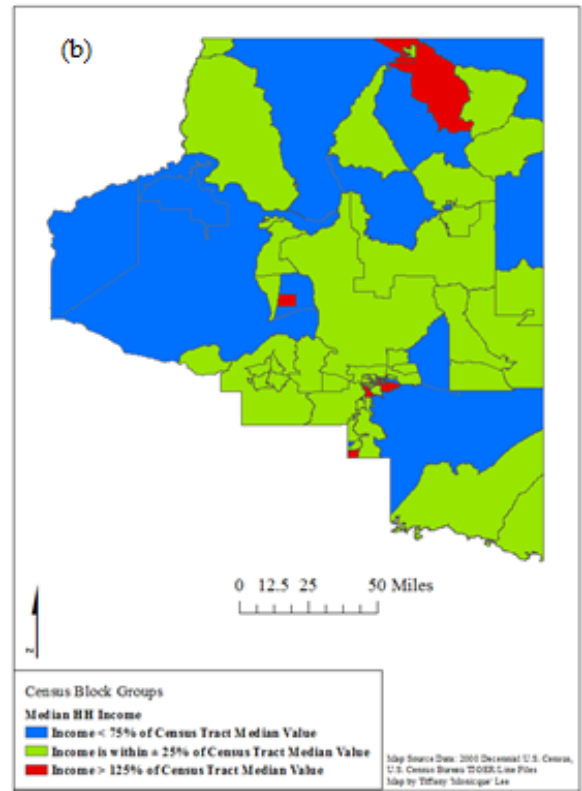 (b)
0 12.5 25 50 Miles
N
Census Block Groups
Median HH Income
Income < 75% of Census Tract Median Value
Income is within ± 25% of Census Tract Median Value
Income > 125% of Census Tract Median Value
Map Source Data: 2000 Decennial U.S. Census,
U.S. Census Bureau TIGER Line Files
Map by Tiffany 'Monicque' Lee